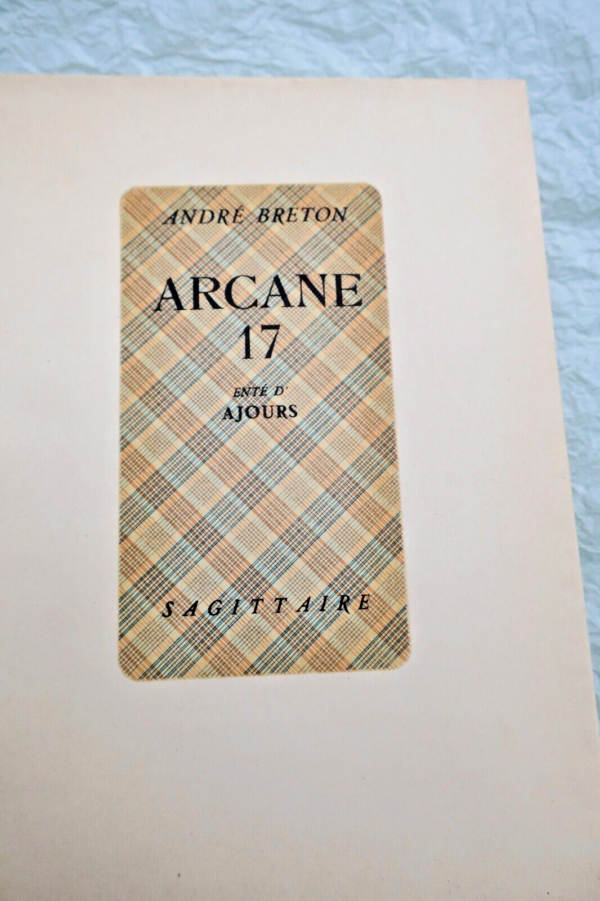 ANDRÉ BRETON
ARCANE
17
ENTÉ D'
AJOURS
SAGITTAIRE